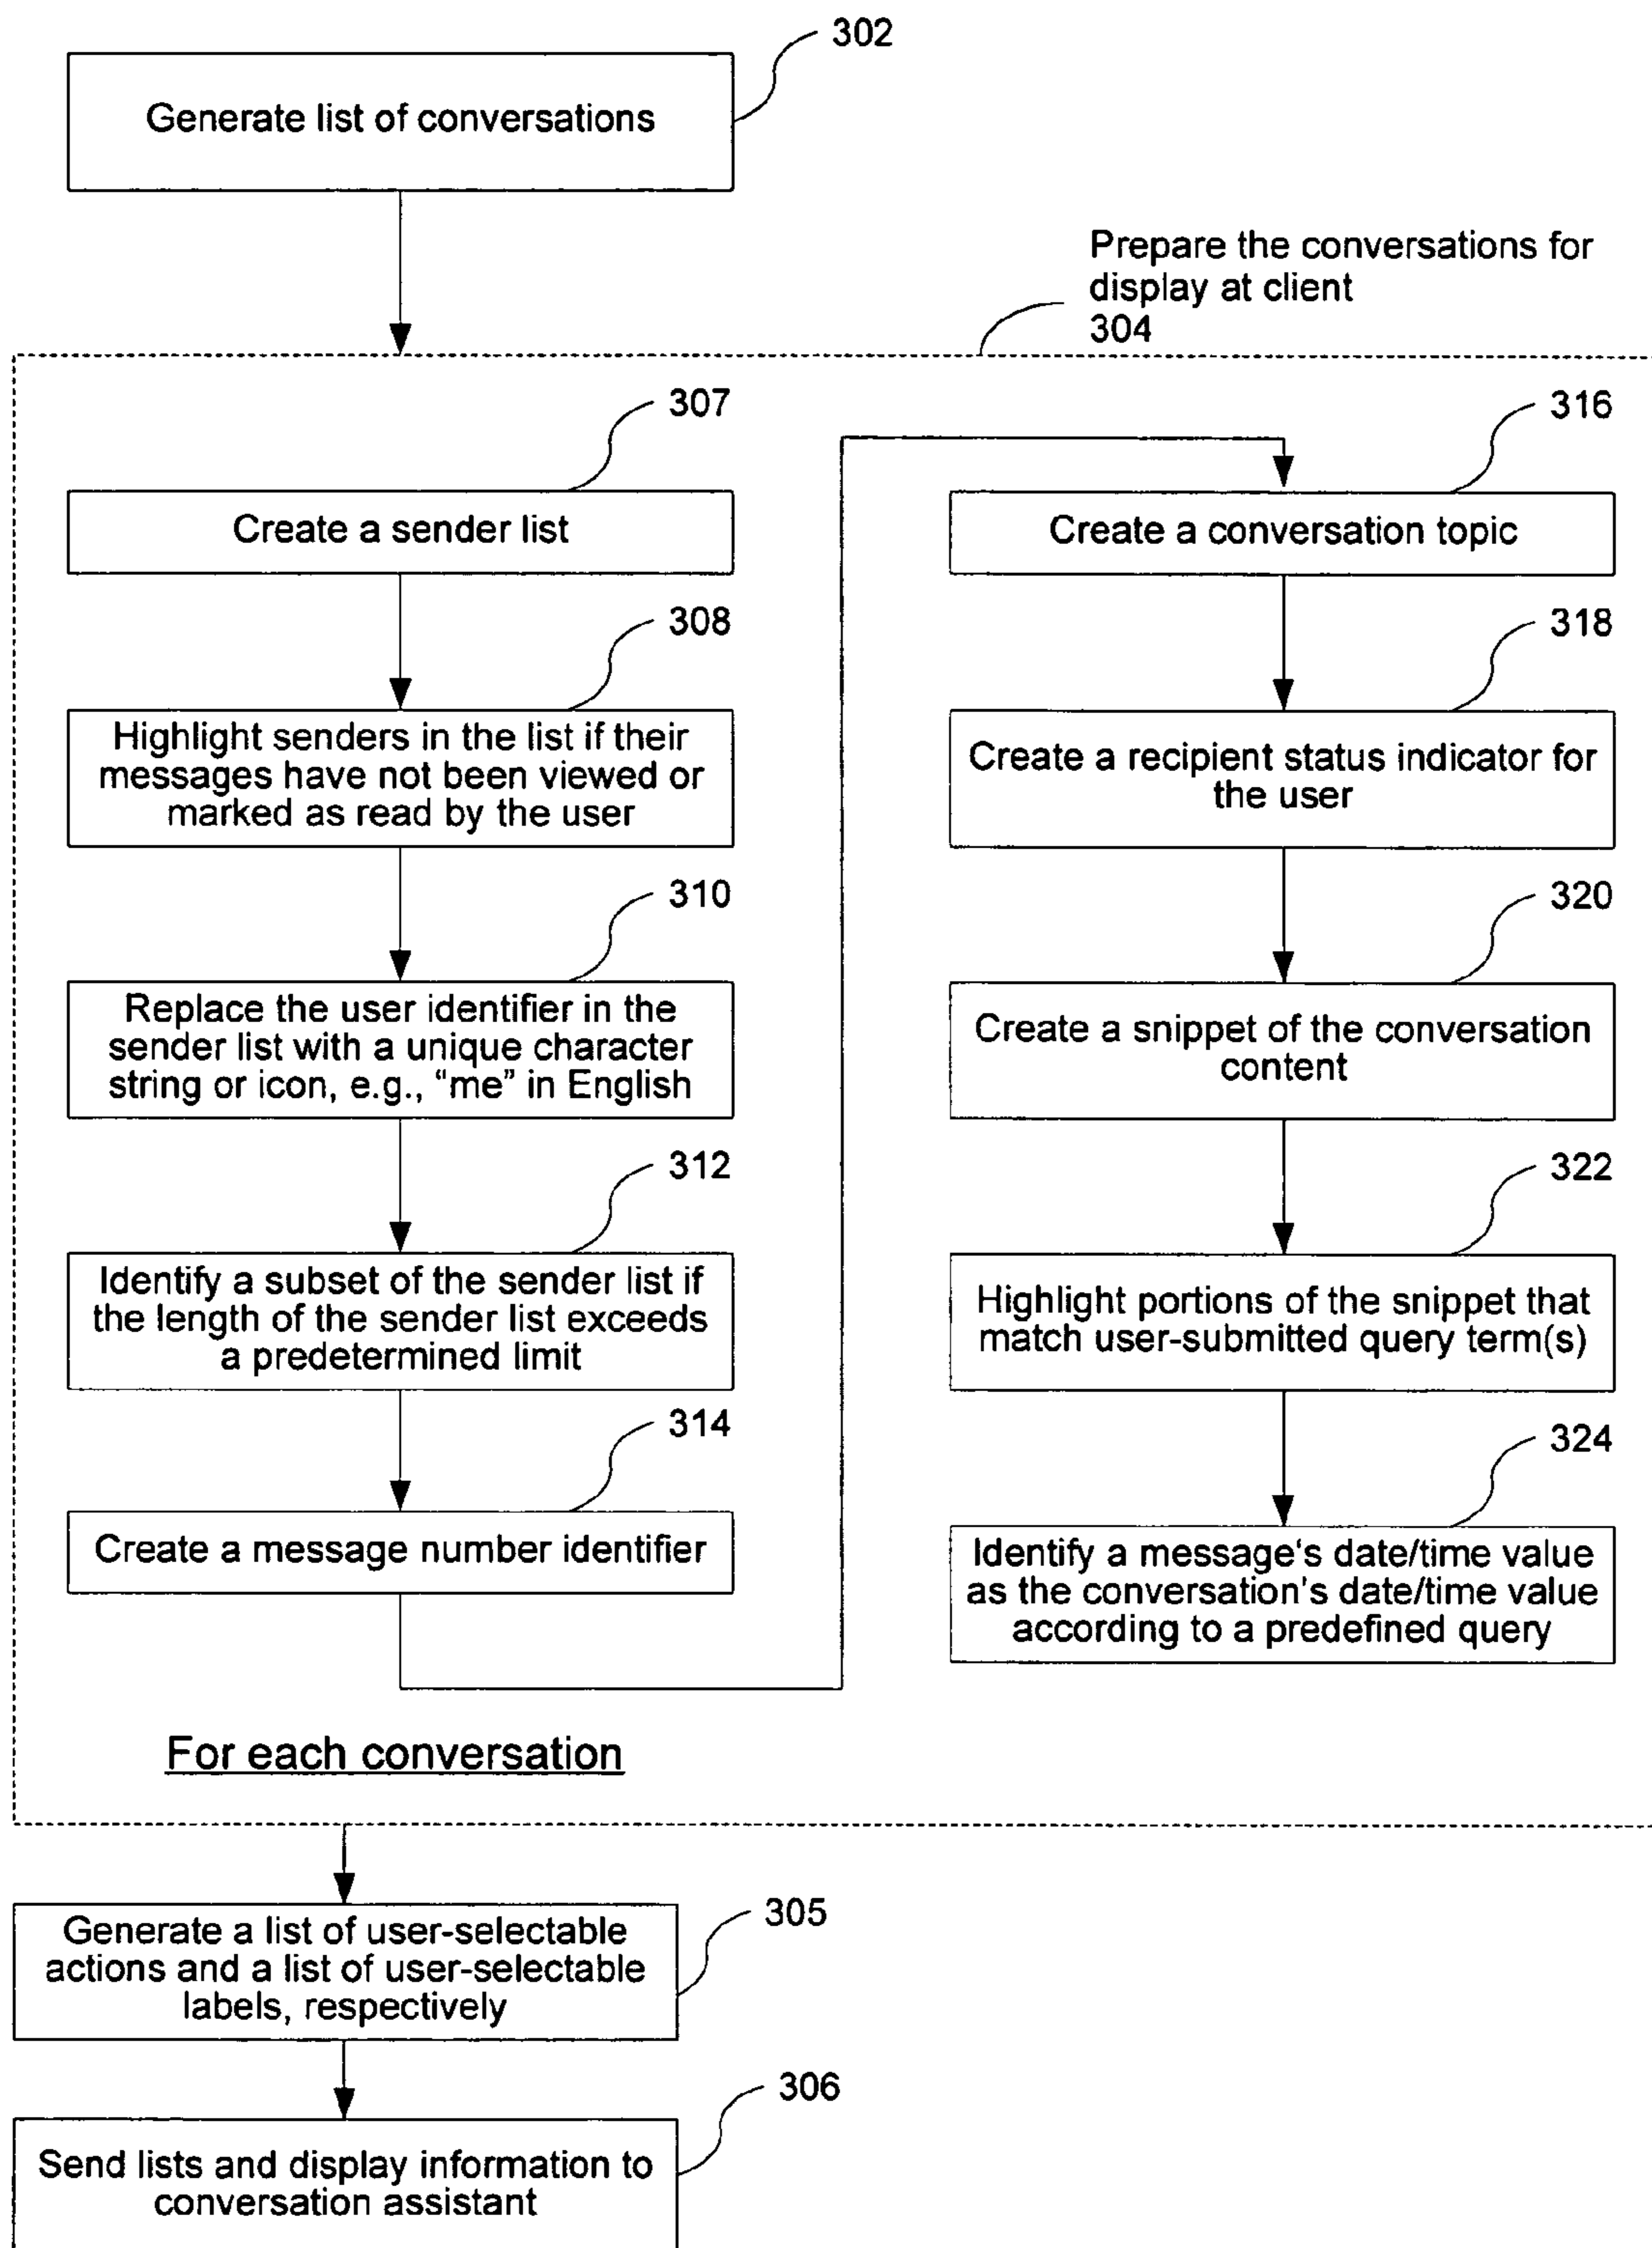 302
Generate list of conversations
Prepare the conversations for
display at client
304
307
Create a sender list
308
Highlight senders in the list if their
messages have not been viewed or
marked as read by the user
310
Replace the user identifier in the
sender list with a unique character
string or icon, e.g., “me” in English
312
Identify a subset of the sender list if
the length of the sender list exceeds
a predetermined limit
314
Create a message number identifier
316
Create a conversation topic
318
Create a recipient status indicator for
the user
320
Create a snippet of the conversation
content
322
Highlight portions of the snippet that
match user-submitted query term(s)
324
Identify a message's date/time value
as the conversation's date/time value
according to a predefined query
For each conversation
305
Generate a list of user-selectable
actions and a list of user-selectable
labels, respectively
306
Send lists and display information to
conversation assistant